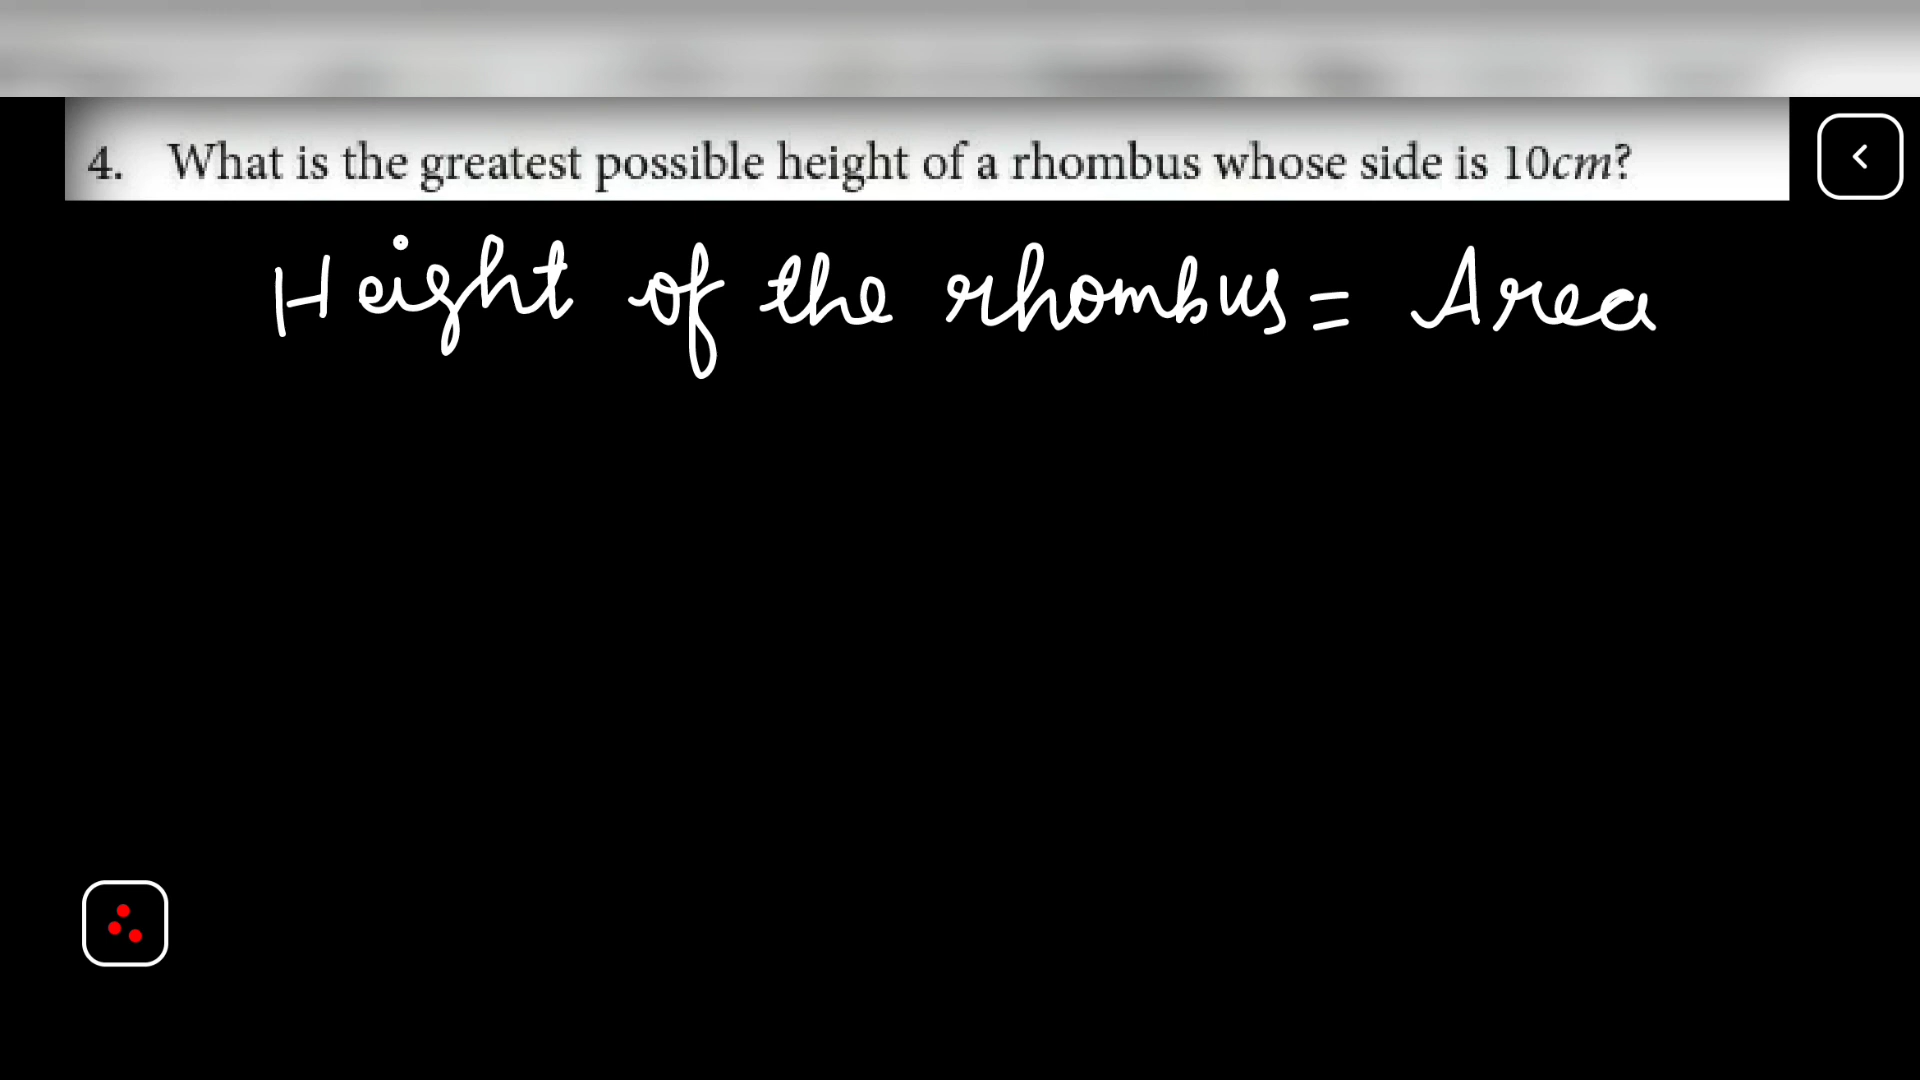 4. What is the greatest possible height of a rhombus whose side is 10cm?
Height of the rhombus = Area